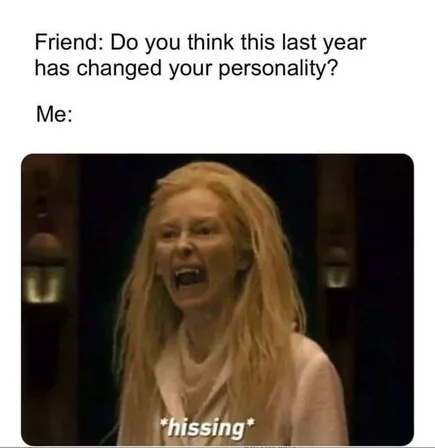 Friend: Do you think this last year
has changed your personality?
Me:
*hissing*